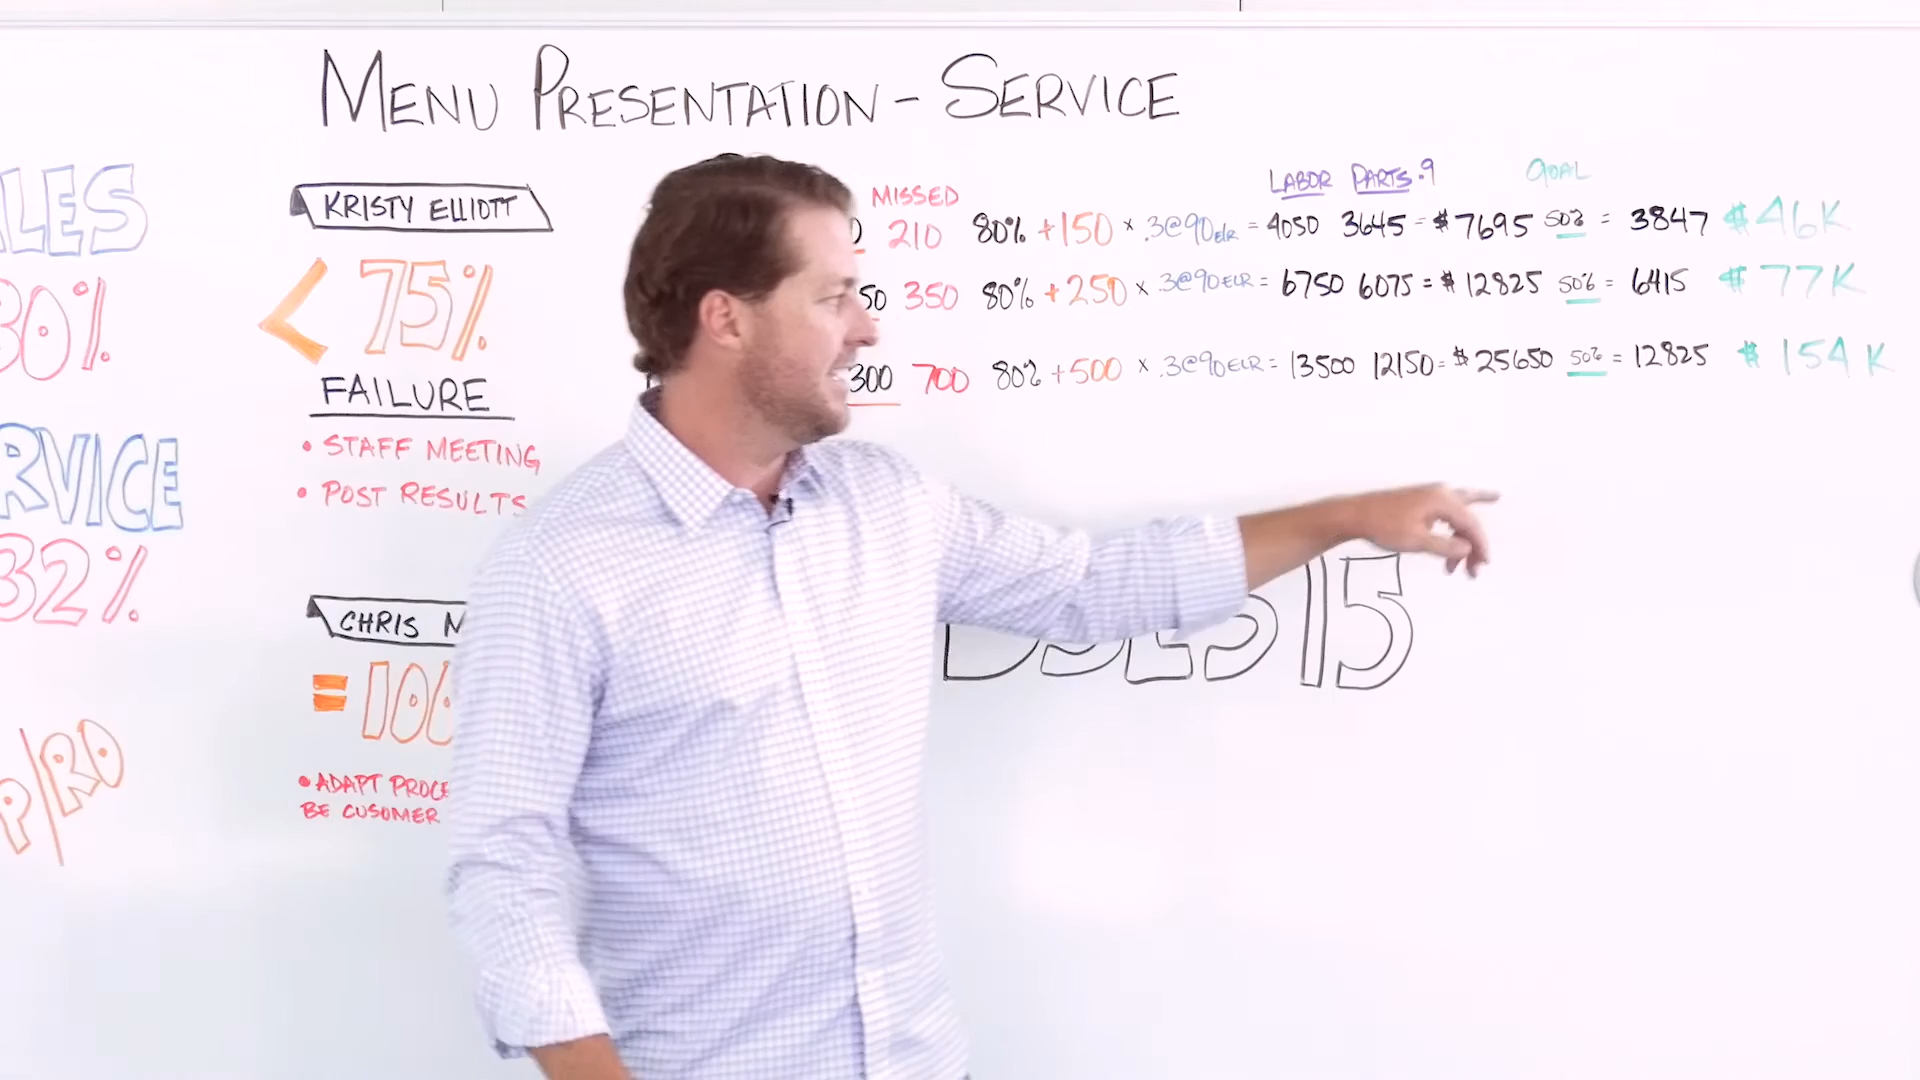 MENU PRESENTATION - SERVICE
LES
30%
RVICE
32%
P/RO
KRISTY ELLIOTT
< 75%
FAILURE
• STAFF MEETING
• POST RESULTS
CHRIS
= 100
• ADAPT
BE CUSOMER
MISSED LABOR PARTS.9 GOAL
210 80% +150 × .3@90ELR = 4050 3645 = $7695 50% = 3847 $46K
50 350 80% +250 × .3@90ELR = 6750 6075 = $12825 50% = 6415 $77K
300 700 80% +500 × .3@90ELR = 13500 12150 = $25650 50% = 12825 $154K
15